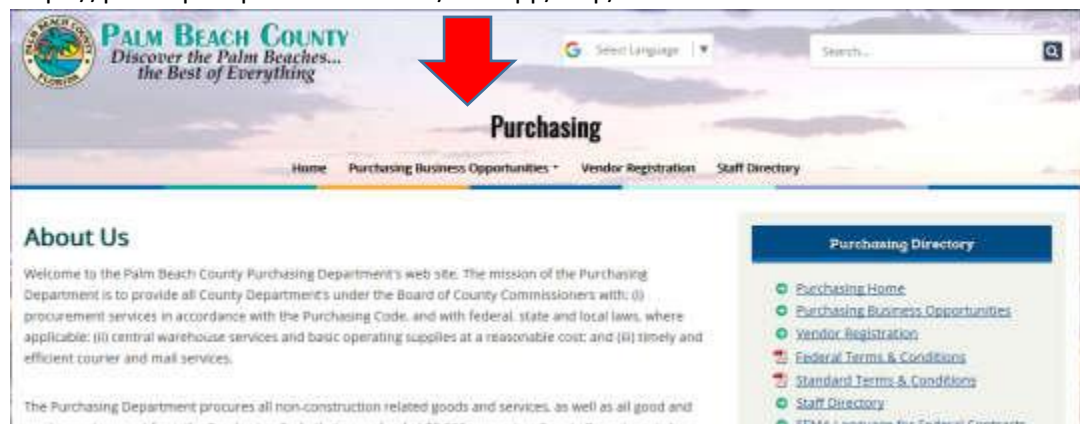 PALM BEACH COUNTY
Discover the Palm Beaches...
the Best of Everything
Select Language
Search...
Purchasing
Home Purchasing Business Opportunities Vendor Registration Staff Directory
About Us
Welcome to the Palm Beach County Purchasing Department's web site. The mission of the Purchasing
Department is to provide all County Department's under the Board of County Commissioners with: (i)
procurement services in accordance with the Purchasing Code, and with federal, state and local laws, where
applicable; (ii) central warehouse services and basic operating supplies at a reasonable cost; and (iii) timely and
efficient courier and mail services.
The Purchasing Department procures all non-construction related goods and services, as well as all good and
Purchasing Directory
Purchasing Home
Purchasing Business Opportunities
Vendor Registration
Federal Terms & Conditions
Standard Terms & Conditions
Staff Directory